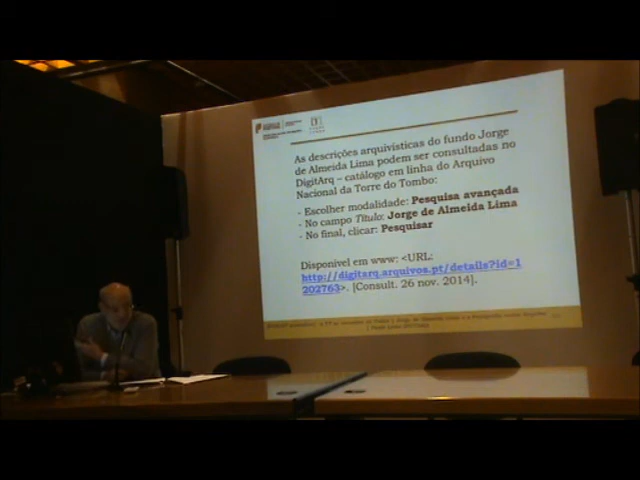 As descrições arquivísticas do fundo Jorge
de Almeida Lima podem ser consultadas no
DigitArq – catálogo em linha do Arquivo
Nacional da Torre do Tombo:
- Escolher modalidade: Pesquisa avançada
- No campo Título: Jorge de Almeida Lima
- No final, clicar: Pesquisar
Disponível em www: <URL:
http://digitarq.arquivos.pt/details?id=1
202763>. [Consult. 26 nov. 2014].